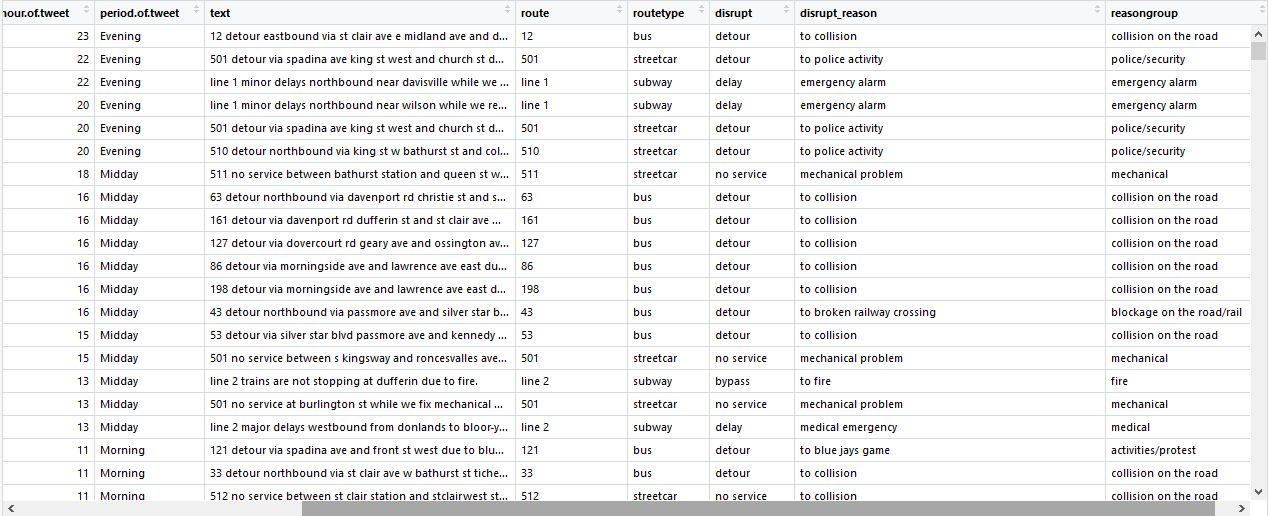 hour.of.tweet period.of.tweet text route routetype disrupt disrupt_reason reasongroup
23 Evening 12 detour eastbound via st clair ave e midland ave and d... 12 bus detour to collision collision on the road
22 Evening 501 detour via spadina ave king st west and church st d... 501 streetcar detour to police activity police/security
22 Evening line 1 minor delays northbound near davisville while we ... line 1 subway delay emergency alarm emergency alarm
20 Evening line 1 minor delays northbound near wilson while we re... line 1 subway delay emergency alarm emergency alarm
20 Evening 501 detour via spadina ave king st west and church st d... 501 streetcar detour to police activity police/security
20 Evening 510 detour northbound via king st w bathurst st and col... 510 streetcar detour to police activity police/security
18 Midday 511 no service between bathurst station and queen st w... 511 streetcar no service mechanical problem mechanical
16 Midday 63 detour northbound via davenport rd christie st and s... 63 bus detour to collision collision on the road
16 Midday 161 detour via davenport rd dufferin st and st clair ave ... 161 bus detour to collision collision on the road
16 Midday 127 detour via dovercourt rd geary ave and ossington av... 127 bus detour to collision collision on the road
16 Midday 86 detour via morningside ave and lawrence ave east du... 86 bus detour to collision collision on the road
16 Midday 198 detour via morningside ave and lawrence ave east d... 198 bus detour to collision collision on the road
16 Midday 43 detour northbound via passmore ave and silver star b... 43 bus detour to broken railway crossing blockage on the road/rail
15 Midday 53 detour via silver star blvd passmore and kennedy ... 53 bus detour to collision collision on the road
15 Midday 501 no service between s kingsway and roncesvalles ave... 501 streetcar no service mechanical problem mechanical
13 Midday line 2 trains are not stopping at dufferin due to fire. line 2 subway bypass to fire fire
13 Midday 501 no service at burlington st while we fix mechanical ... 501 streetcar no service mechanical problem mechanical
13 Midday line 2 major delays westbound from donlands to bloor-y... line 2 subway delay medical emergency medical
11 Morning 121 detour via spadina ave and front st west due to blu... 121 bus detour to blue jays game activities/protest
11 Morning 33 detour northbound via st clair ave w bathurst st tiche... 33 bus detour to collision collision on the road
11 Morning 512 no service between st clair station and stclairwest st... 512 streetcar no service to collision collision on the road